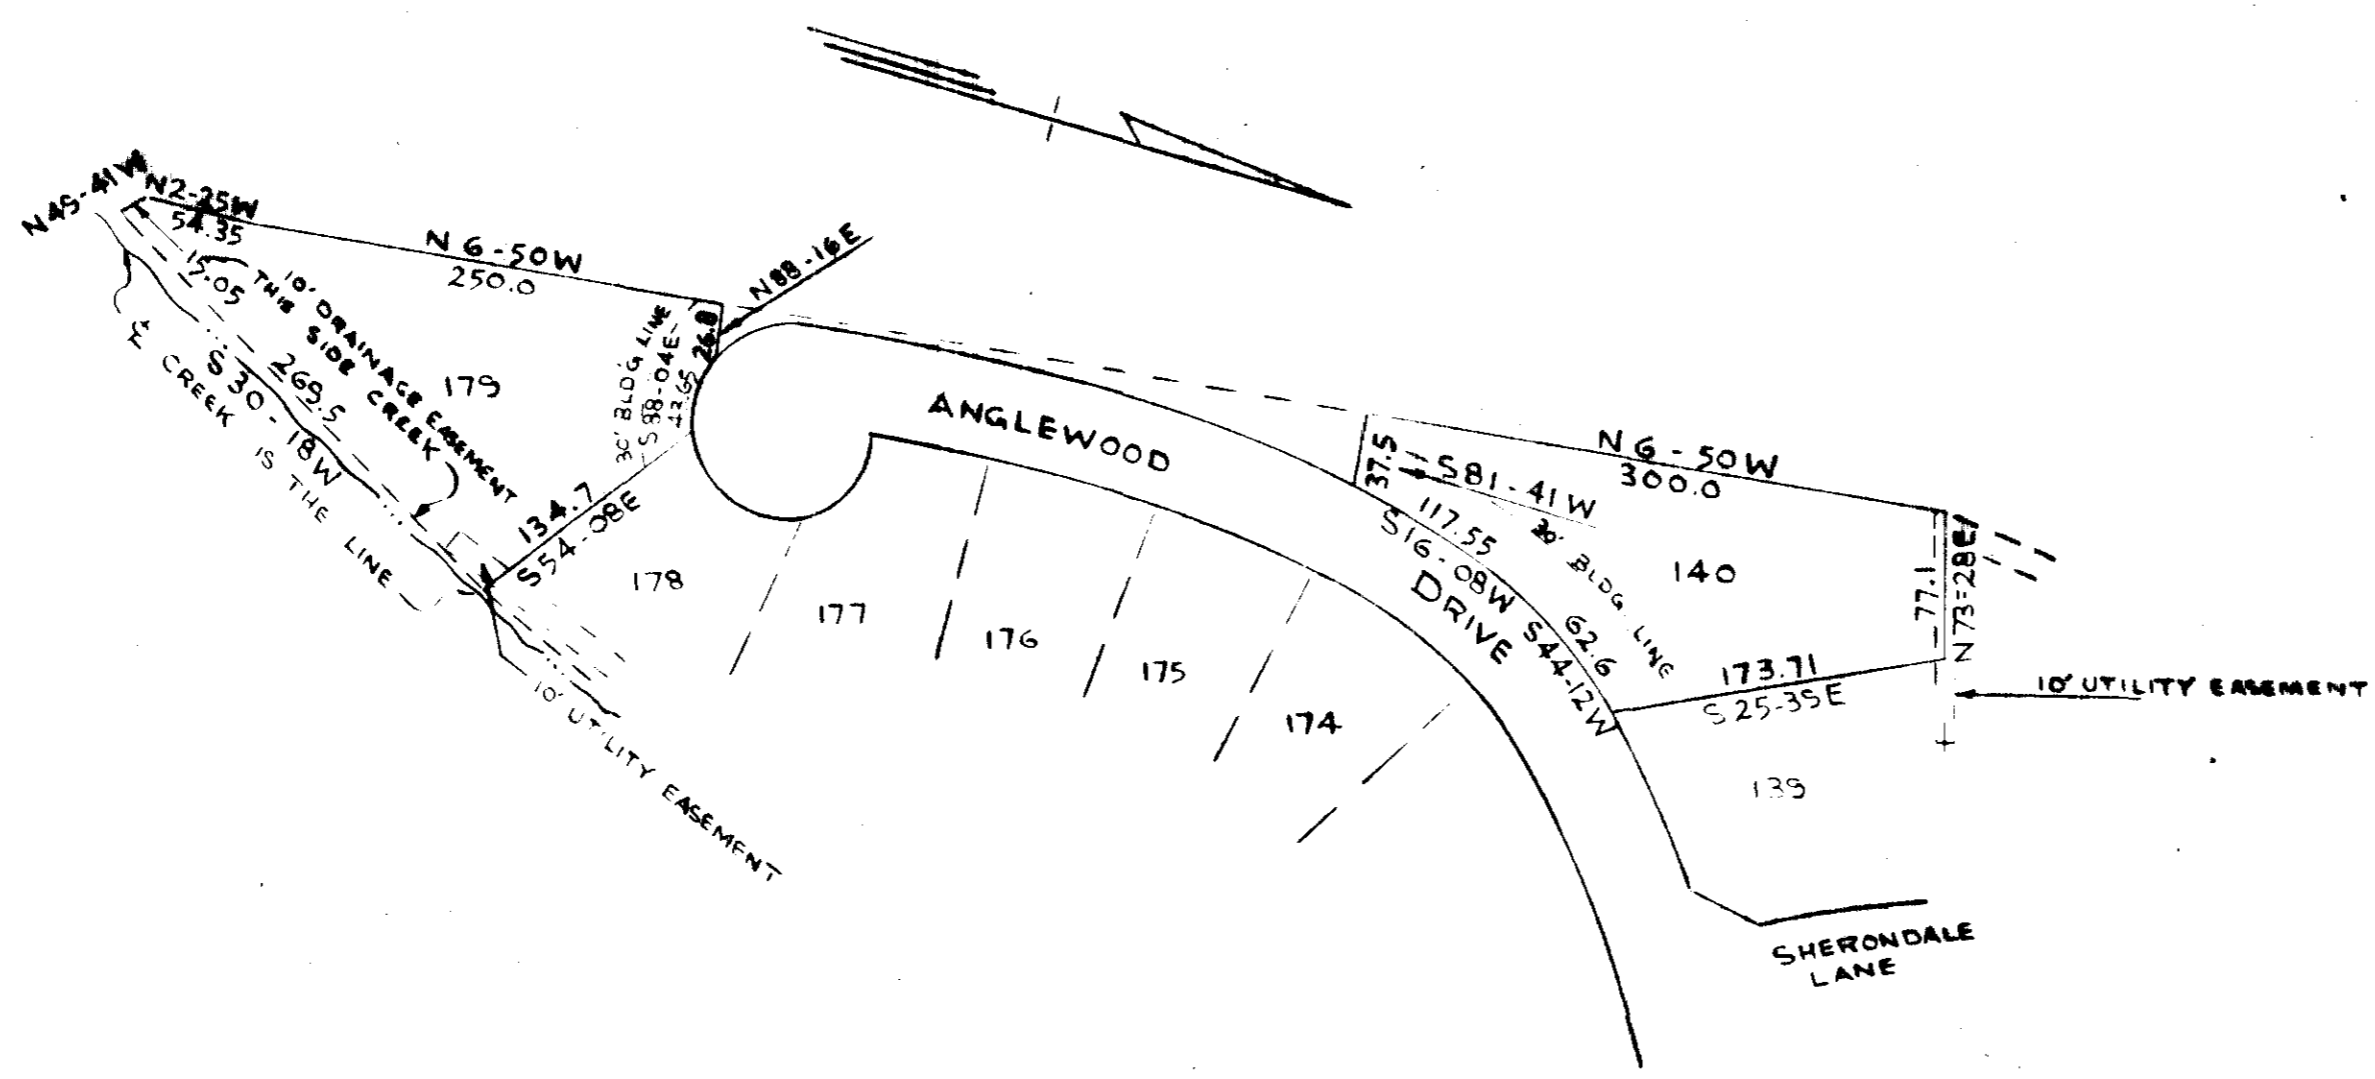 N45-41W
N2-25W
54.35
N 6-50W
250.0
N88-16E
15.05
10' DRAINAGE EASEMENT
THIS SIDE CREEK
269.5
S 30-18W
℄ CREEK IS THE LINE
179
30' BLDG LINE
S 38-04E
26.8
134.7
S54-08E
10' UTILITY EASEMENT
178
177
176
175
174
ANGLEWOOD
DRIVE
37.5
S81-41W
117.55
S16-08W
30' BLDG. LINE
62.6
S44-12W
N 6-50W
300.0
140
77.1
N 73-28E
173.71
S 25-35E
10' UTILITY EASEMENT
139
SHERONDALE
LANE